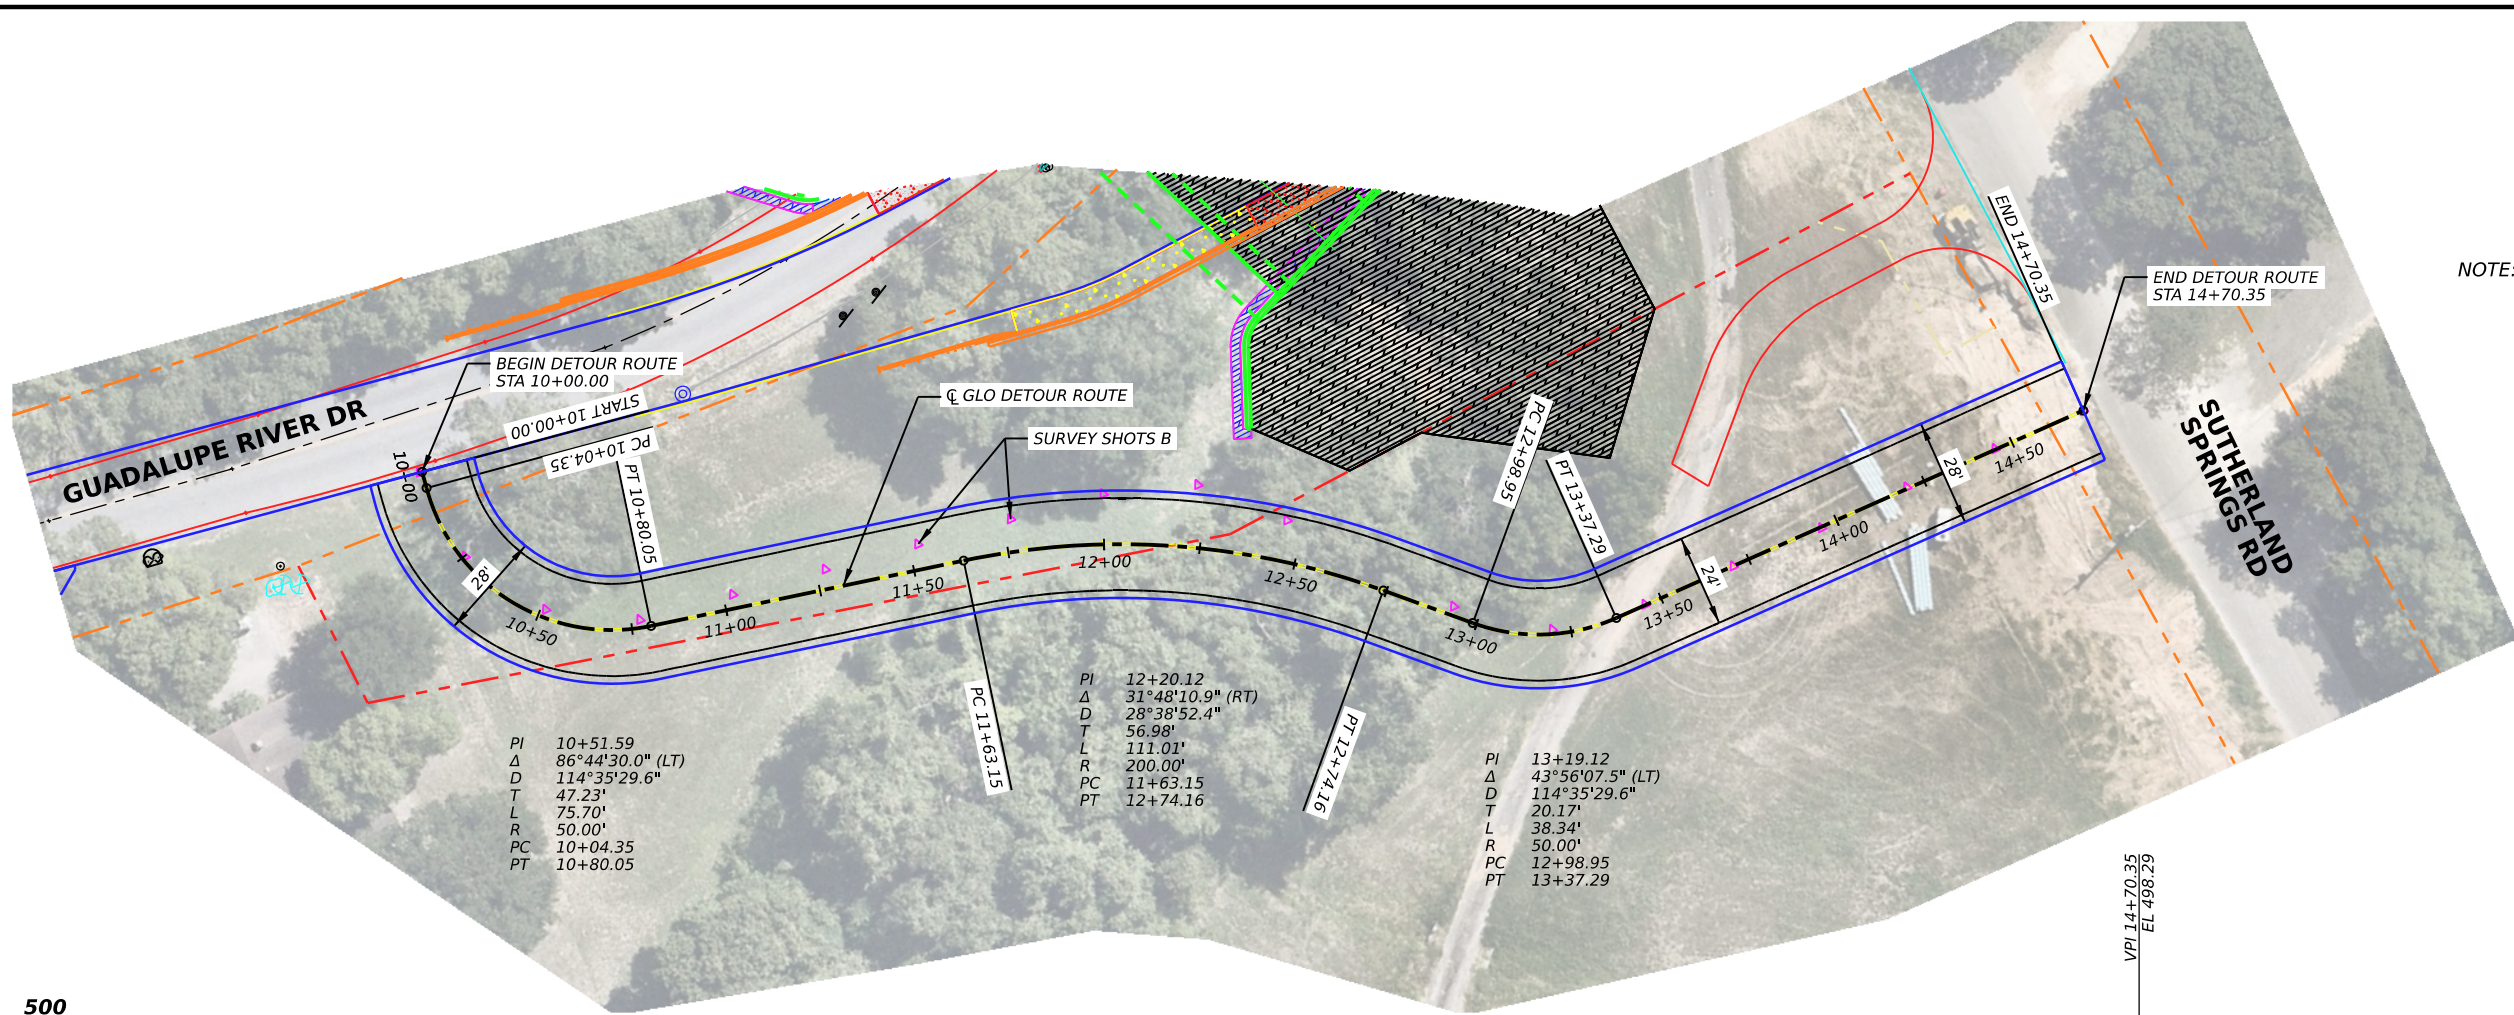 NOTE:
END 14+70.35
END DETOUR ROUTE
STA 14+70.35
BEGIN DETOUR ROUTE
STA 10+00.00
GUADALUPE RIVER DR
START 10+00.00
PC 10+04.35
10+00
PT 10+80.05
℄ GLO DETOUR ROUTE
SURVEY SHOTS B
PC 12+98.95
PT 13+37.29
SUTHERLAND
SPRINGS RD
28'
28'
24'
10+50
11+00
11+50
12+00
12+50
13+00
13+50
14+00
14+50
PC 11+63.15
PT 12+74.16
PI 10+51.59
Δ 86°44'30.0" (LT)
D 114°35'29.6"
T 47.23'
L 75.70'
R 50.00'
PC 10+04.35
PT 10+80.05
PI 12+20.12
Δ 31°48'10.9" (RT)
D 28°38'52.4"
T 56.98'
L 111.01'
R 200.00'
PC 11+63.15
PT 12+74.16
PI 13+19.12
Δ 43°56'07.5" (LT)
D 114°35'29.6"
T 20.17'
L 38.34'
R 50.00'
PC 12+98.95
PT 13+37.29
VPI 14+70.35
EL 498.29
500